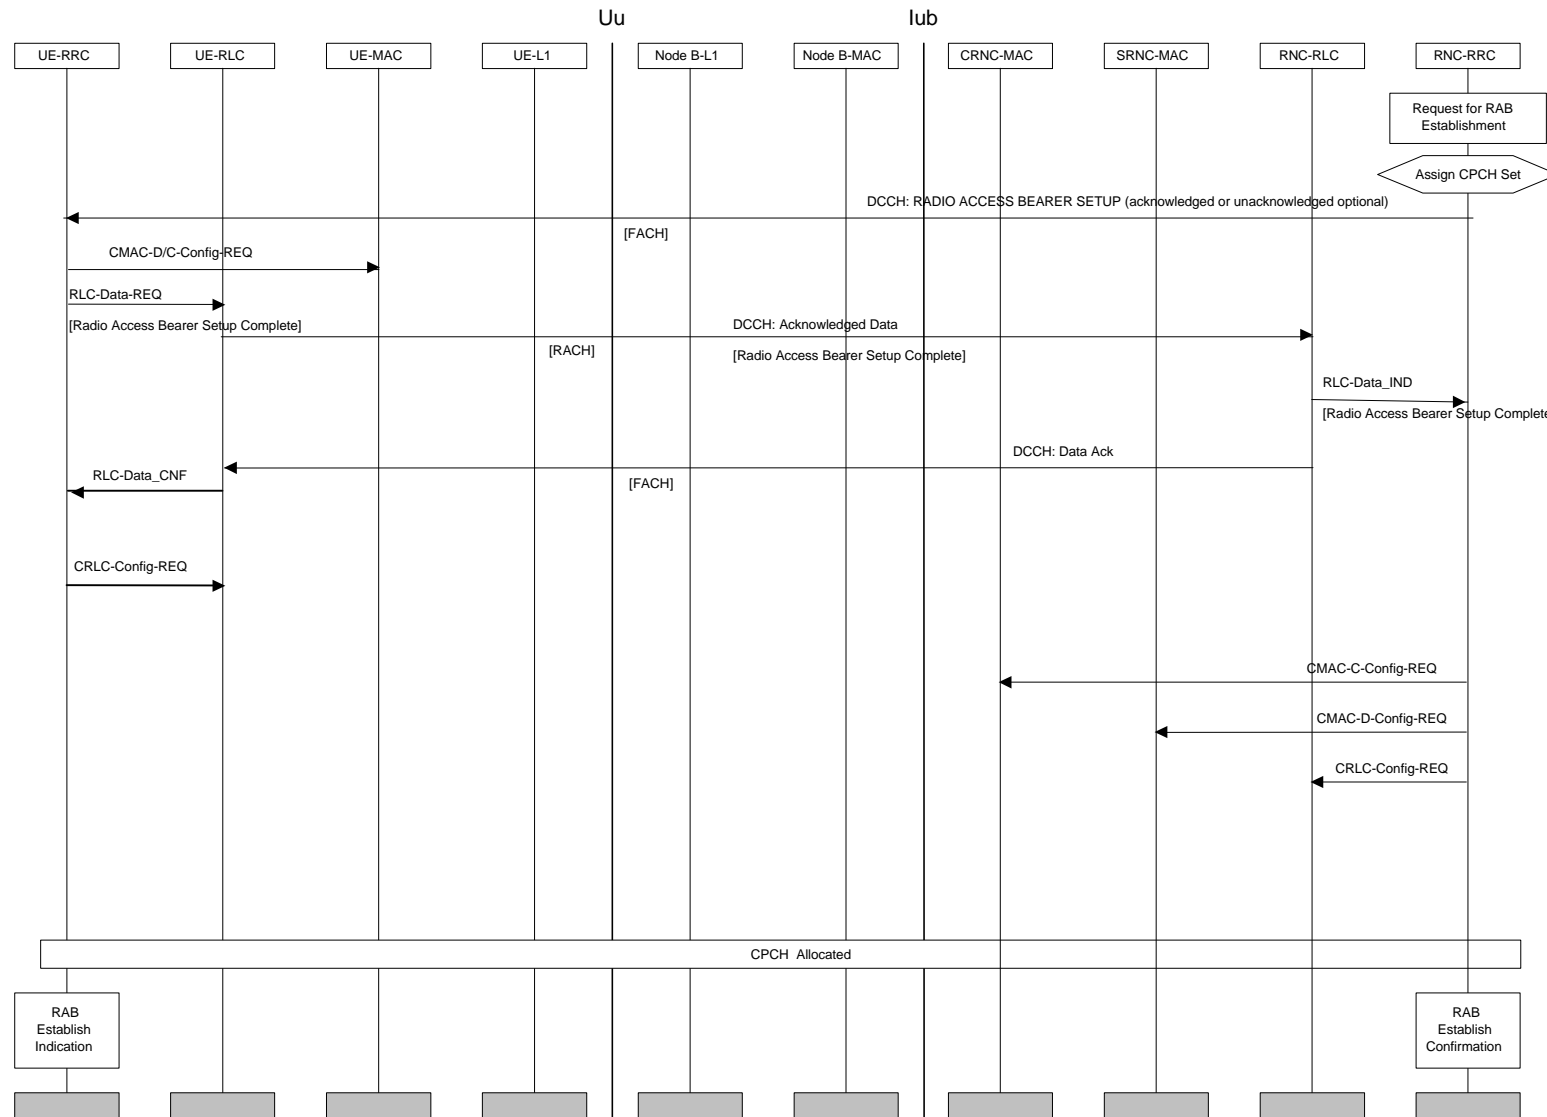 Uu
Iub
UE-RRC
UE-RLC
UE-MAC
UE-L1
Node B-L1
Node B-MAC
CRNC-MAC
SRNC-MAC
RNC-RLC
RNC-RRC
Request for RAB
Establishment
Assign CPCH Set
DCCH: RADIO ACCESS BEARER SETUP (acknowledged or unacknowledged optional)
[FACH]
CMAC-D/C-Config-REQ
RLC-Data-REQ
[Radio Access Bearer Setup Complete]
DCCH: Acknowledged Data
[RACH]
[Radio Access Bearer Setup Complete]
RLC-Data_IND
[Radio Access Bearer Setup Complete
DCCH: Data Ack
RLC-Data_CNF
[FACH]
CRLC-Config-REQ
CMAC-C-Config-REQ
CMAC-D-Config-REQ
CRLC-Config-REQ
CPCH Allocated
RAB
Establish
Indication
RAB
Establish
Confirmation